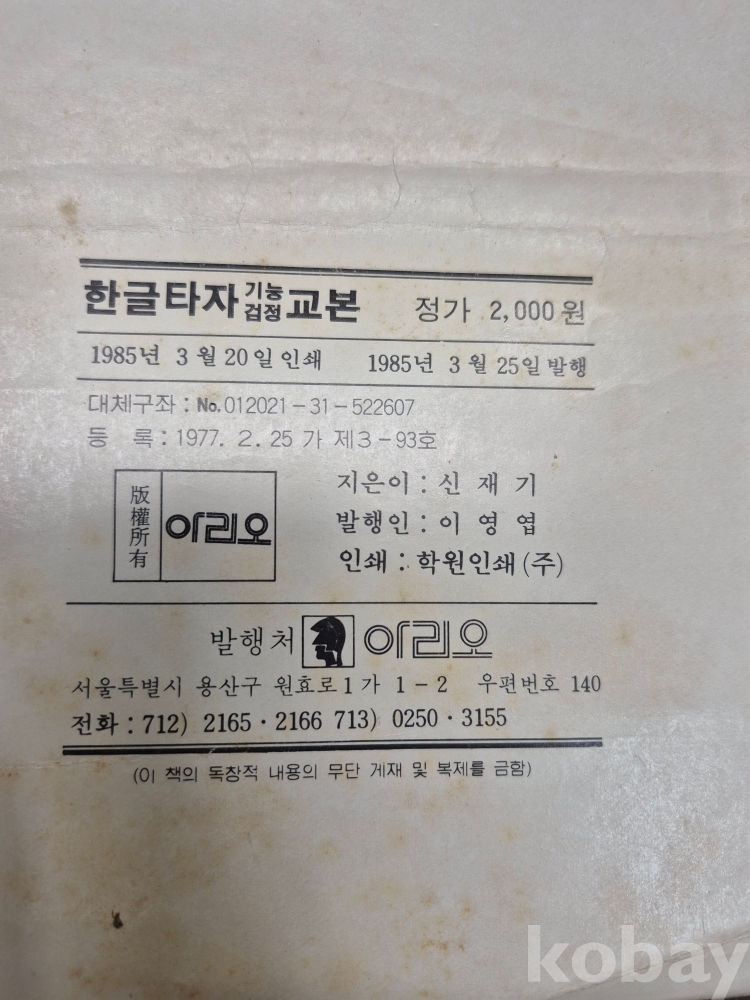 한글타자 기능검정 교본 정가 2,000원
1985년 3월 20일 인쇄 1985년 3월 25일 발행
대체구좌 : No. 012021-31-522607
등 록 : 1977. 2. 25 가 제3-93호
版權所有 아리오
지은이 : 신 재 기
발행인 : 이 영 엽
인쇄 : 학원인쇄(주)
발행처 아리오
서울특별시 용산구 원효로1가 1-2 우편번호 140
전화 : 712) 2165 · 2166 713) 0250 · 3155
(이 책의 독창적 내용의 무단 게재 및 복제를 금함)
kobay